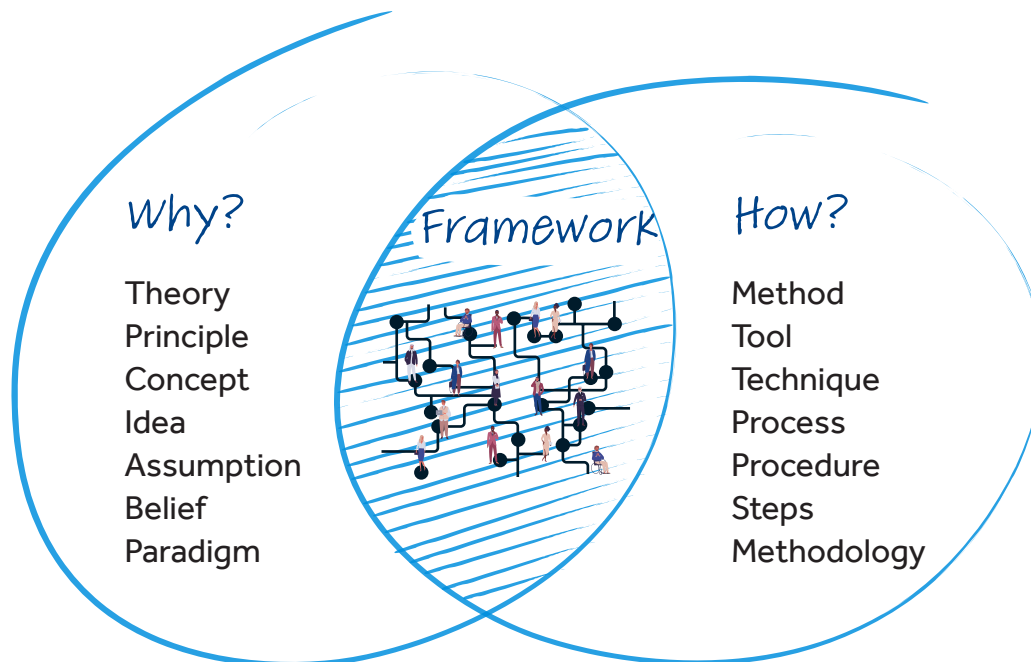 Why?
Theory
Principle
Concept
Idea
Assumption
Belief
Paradigm
Framework
How?
Method
Tool
Technique
Process
Procedure
Steps
Methodology